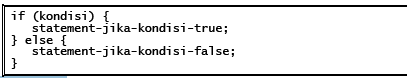 if (kondisi) {
statement-jika-kondisi-true;
} else {
statement-jika-kondisi-false;
}